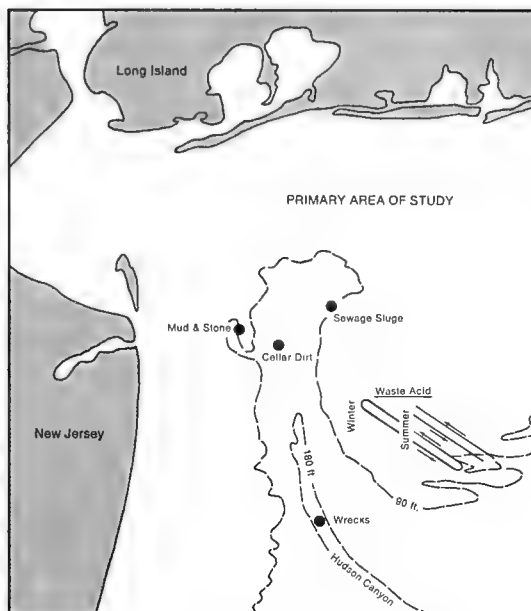 Long Island
PRIMARY AREA OF STUDY
Sewage Sluge
Mud & Stone
Cellar Dirt
Waste Acid
Winter
Summer
New Jersey
180 ft
90 ft.
Wrecks
Hudson Canyon